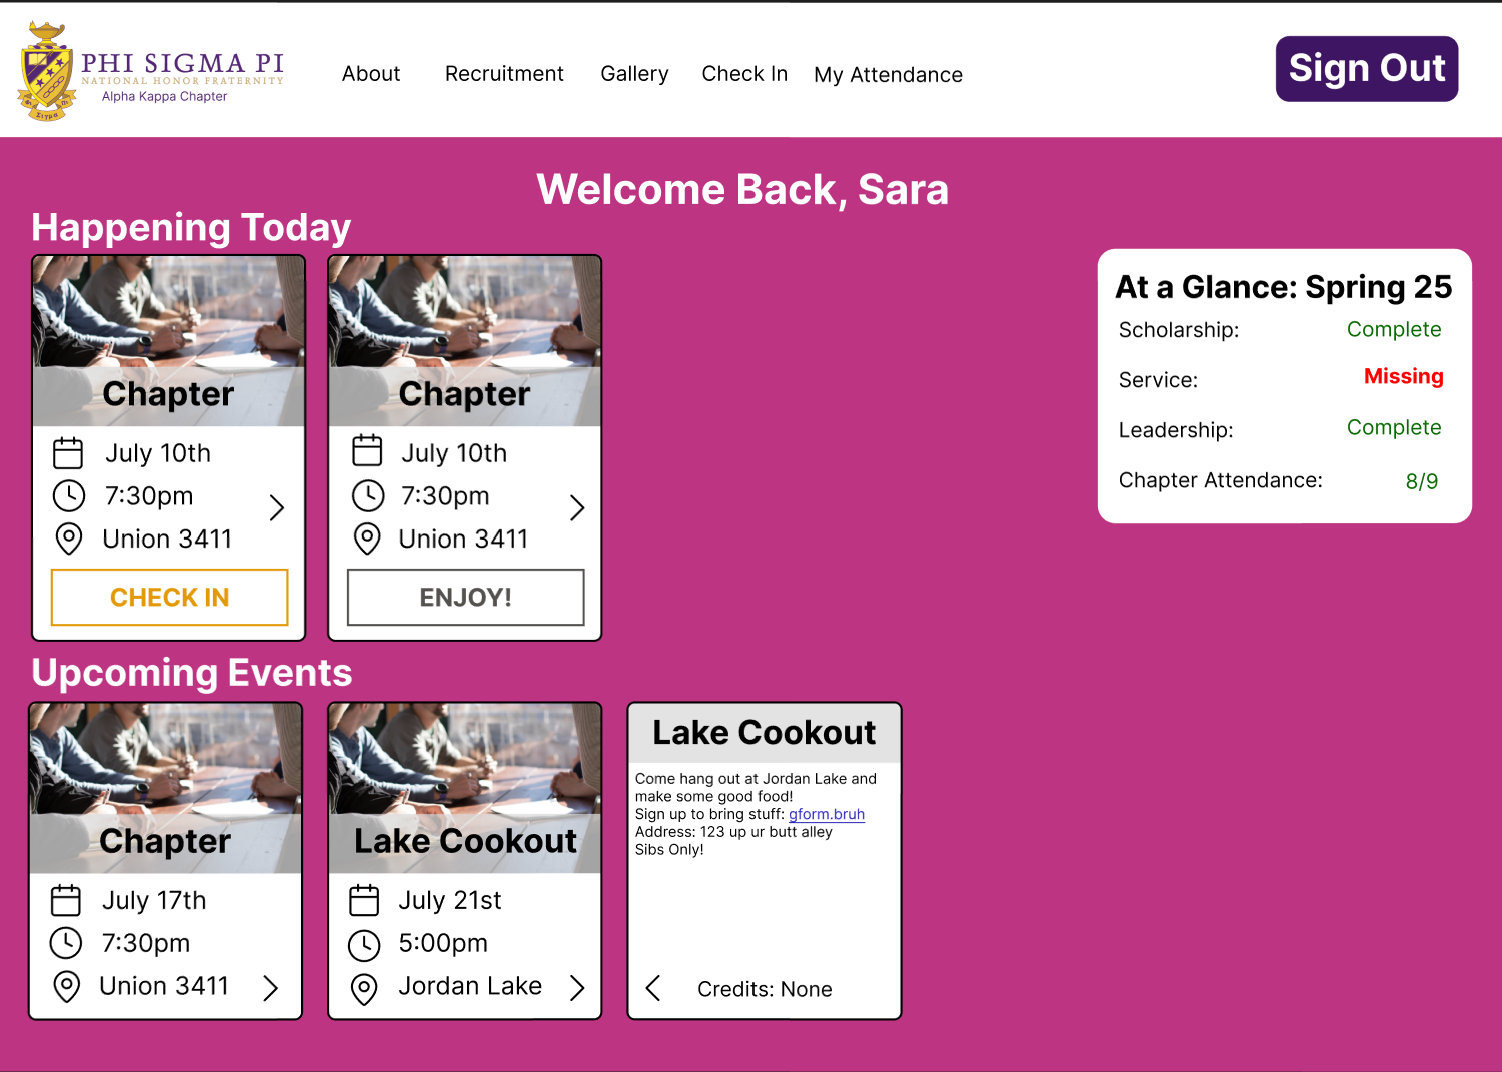 PHI SIGMA PI
NATIONAL HONOR FRATERNITY
Alpha Kappa Chapter
Σίγμα
About
Recruitment
Gallery
Check In
My Attendance
Sign Out
Welcome Back, Sara
Happening Today
Chapter
July 10th
7:30pm
Union 3411
CHECK IN
Chapter
July 10th
7:30pm
Union 3411
ENJOY!
At a Glance: Spring 25
Scholarship: Complete
Service: Missing
Leadership: Complete
Chapter Attendance: 8/9
Upcoming Events
Chapter
July 17th
7:30pm
Union 3411
Lake Cookout
July 21st
5:00pm
Jordan Lake
Lake Cookout
Come hang out at Jordan Lake and
make some good food!
Sign up to bring stuff: gform.bruh
Address: 123 up ur butt alley
Sibs Only!
Credits: None